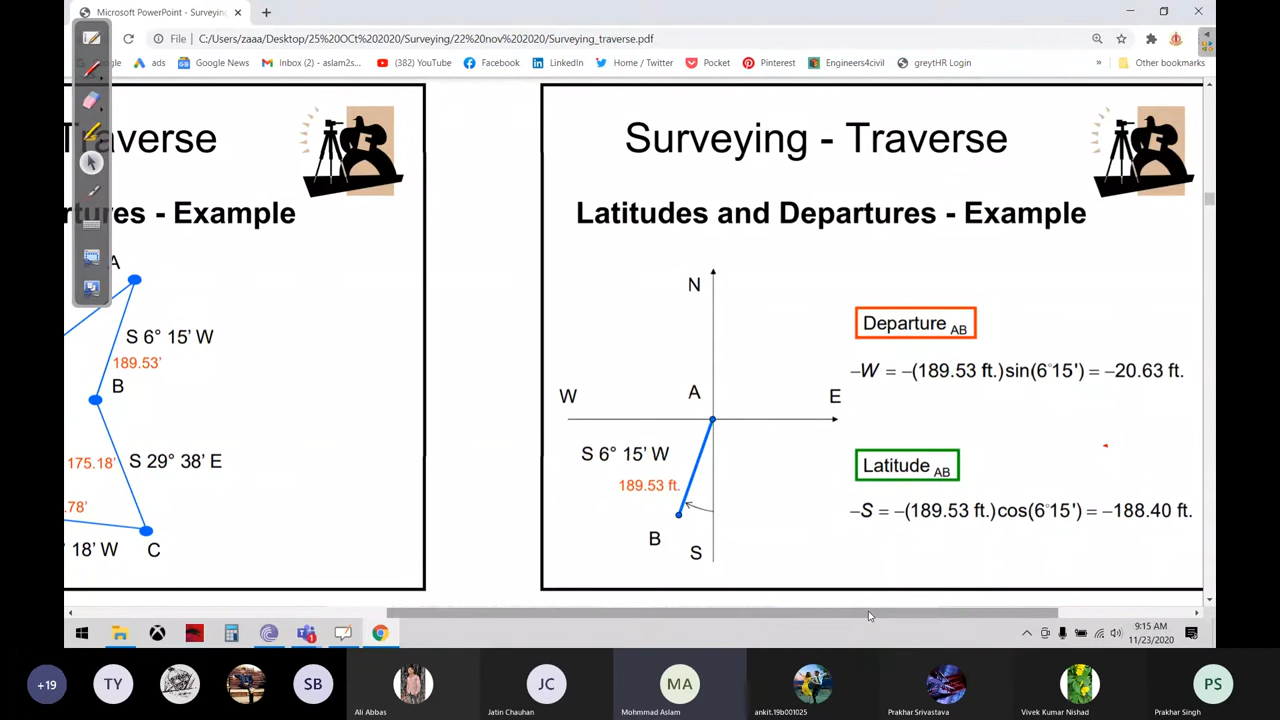 Microsoft PowerPoint - Surveying_
File
C:/Users/zaaa/Desktop/25%20OCt%202020/Surveying/22%20nov%202020/Surveying_traverse.pdf
gle
ads
Google News
Inbox (2) - aslam2s...
(382) YouTube
Facebook
LinkedIn
Home / Twitter
Pocket
Pinterest
Engineers4civil
greytHR Login
»
Other bookmarks
Traverse
rtures - Example
A
S 6° 15’ W
189.53’
B
175.18’
S 29° 38’ E
.78’
’ 18’ W
C
Surveying - Traverse
Latitudes and Departures - Example
N
W
A
E
S 6° 15’ W
189.53 ft.
B
S
Departure AB
–W = –(189.53 ft.)sin(6°15') = –20.63 ft.
Latitude AB
–S = –(189.53 ft.)cos(6°15') = –188.40 ft.
1
9:15 AM
11/23/2020
+19
TY
SB
Ali Abbas
JC
Jatin Chauhan
MA
Mohmmad Aslam
ankit.19b001025
Prakhar Srivastava
Vivek Kumar Nishad
PS
Prakhar Singh